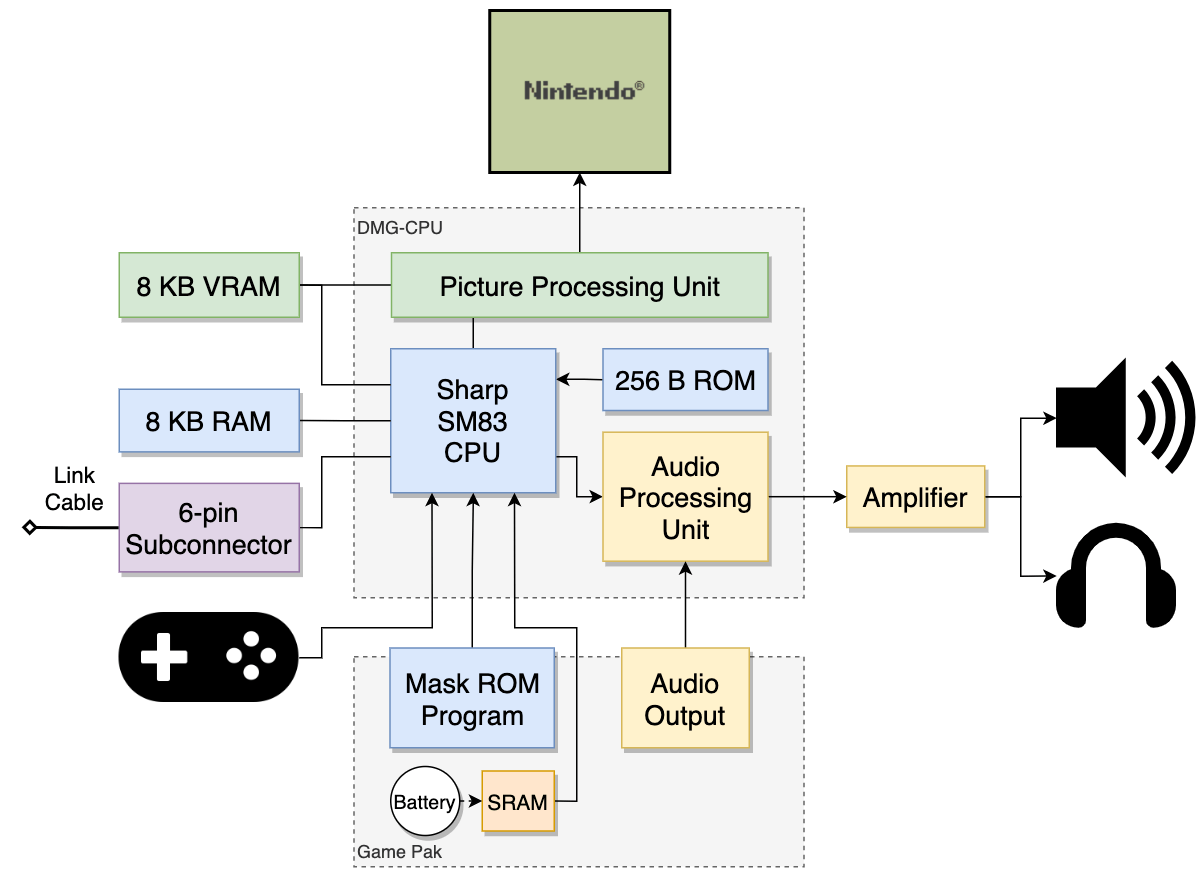 Nintendo®
DMG-CPU
8 KB VRAM
Picture Processing Unit
Sharp
SM83
CPU
256 B ROM
8 KB RAM
Link
Cable
6-pin
Subconnector
Audio
Processing
Unit
Amplifier
Mask ROM
Program
Audio
Output
Battery
SRAM
Game Pak